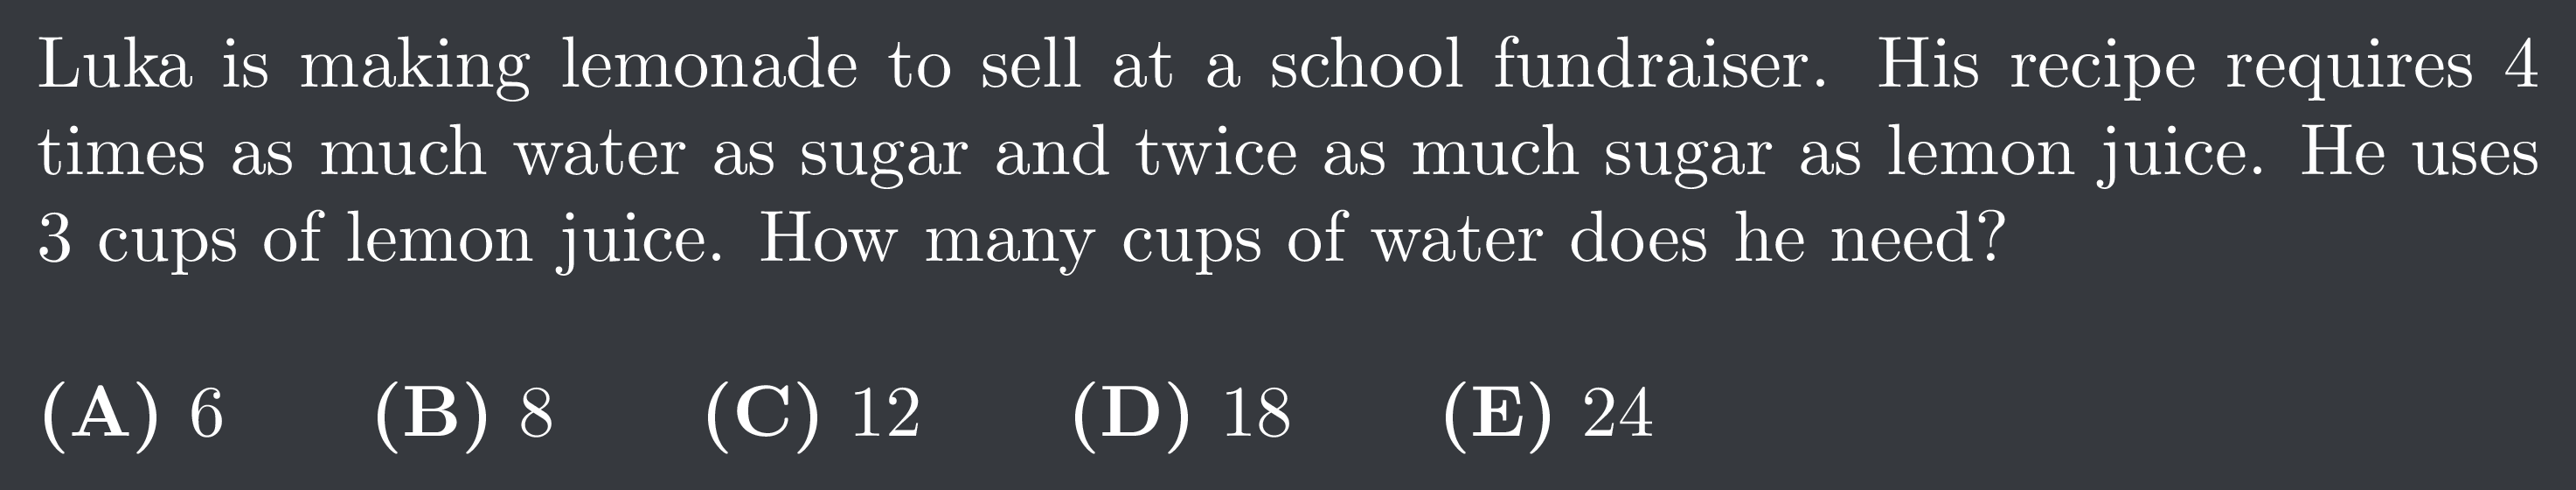 Luka is making lemonade to sell at a school fundraiser. His recipe requires 4
times as much water as sugar and twice as much sugar as lemon juice. He uses
3 cups of lemon juice. How many cups of water does he need?
(A) 6 (B) 8 (C) 12 (D) 18 (E) 24